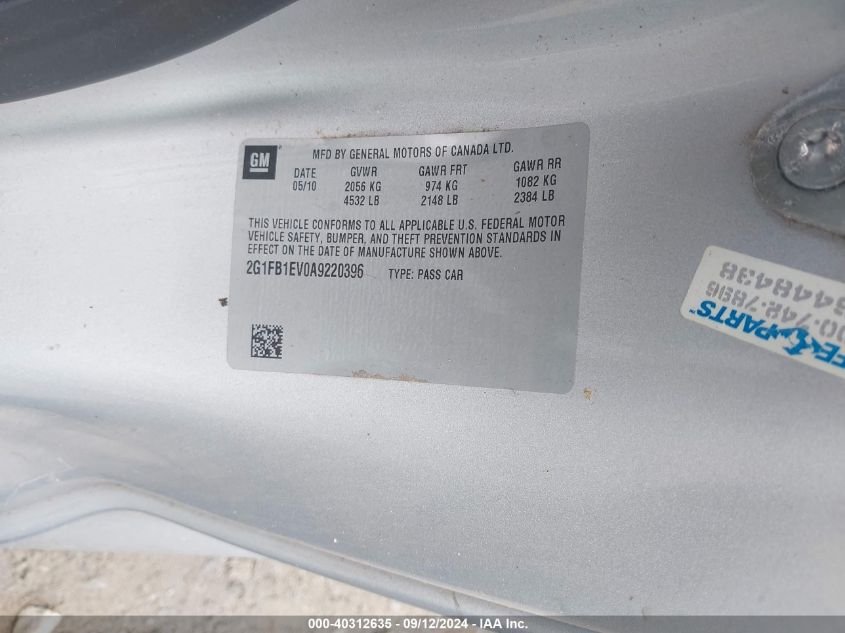 GM
MFD BY GENERAL MOTORS OF CANADA LTD.
DATE GVWR GAWR FRT GAWR RR
05/10 2056 KG 974 KG 1082 KG
4532 LB 2148 LB 2384 LB
THIS VEHICLE CONFORMS TO ALL APPLICABLE U.S. FEDERAL MOTOR
VEHICLE SAFETY, BUMPER, AND THEFT PREVENTION STANDARDS IN
EFFECT ON THE DATE OF MANUFACTURE SHOWN ABOVE.
2G1FB1EV0A9220396 TYPE: PASS CAR
PARTS
000-40312635 - 09/12/2024 - IAA Inc.